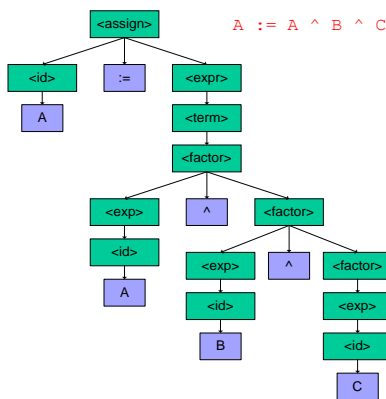 <assign> A := A ^ B ^ C
<id> := <expr>
A <term>
<factor>
<exp> ^ <factor>
<id> <exp> ^ <factor>
A <id> <exp>
B <id>
C